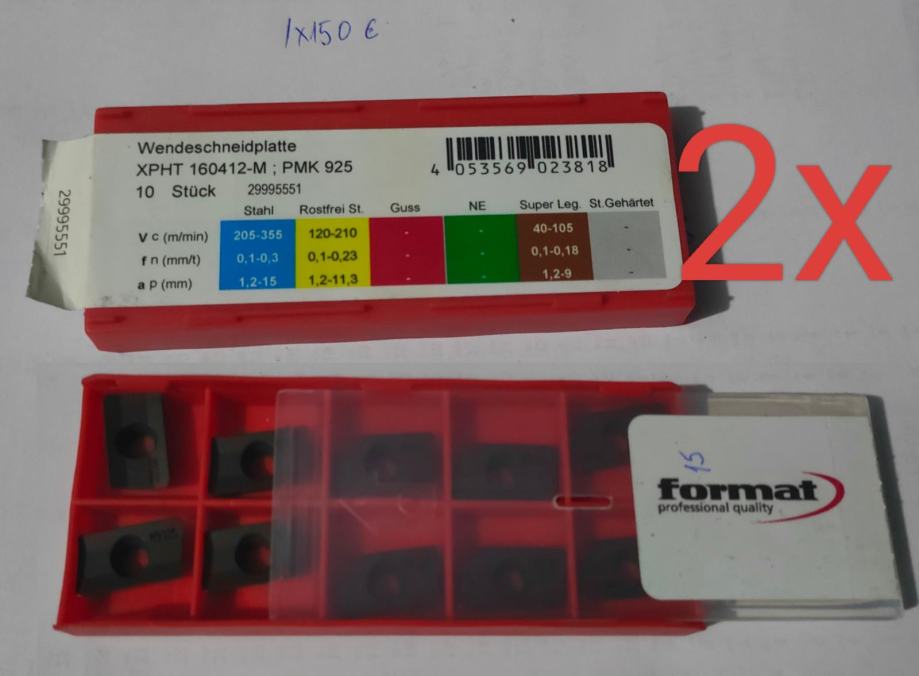 1x150 €
2x
Wendeschneidplatte
XPHT 160412-M ; PMK 925
10 Stück 29995551
4 053569 023818
29995551
Stahl Rostfrei St. Guss NE Super Leg. St.Gehärtet
V c (m/min) 205-355 120-210 - - 40-105 -
f n (mm/t) 0,1-0,3 0,1-0,23 - - 0,1-0,18 -
a p (mm) 1,2-15 1,2-11,3 - - 1,2-9 -
15
format
professional quality